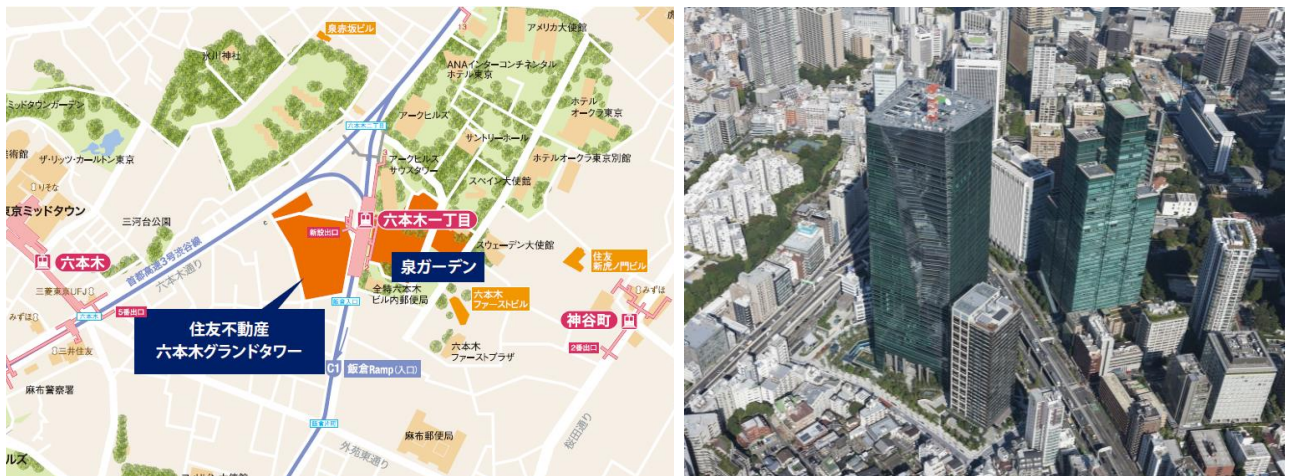 泉赤坂ビル
アメリカ大使館
氷川神社
ANAインターコンチネンタル
ホテル東京
ミッドタウンガーデン
ホテル
オークラ東京
アークヒルズ
六本木一丁目
サントリーホール
美術館
ザ・リッツ・カールトン東京
アークヒルズ
サウスタワー
ホテルオークラ東京別館
スペイン大使館
りそな
東京ミッドタウン
三河台公園
六本木一丁目
新設出口
スウェーデン大使館
首都高速3号渋谷線
六本木通り
六本木
泉ガーデン
住友
新虎ノ門ビル
全特六本木
ビル内郵便局
三菱東京UFJ
飯倉入口
六本木
ファーストビル
みずほ
みずほ
六本木
5番出口
神谷町
住友不動産
六本木グランドタワー
三井住友
六本木
ファーストプラザ
2番出口
C1
飯倉Ramp(入口)
麻布警察署
麻布郵便局
桜田通り
外苑東通り
ルズ